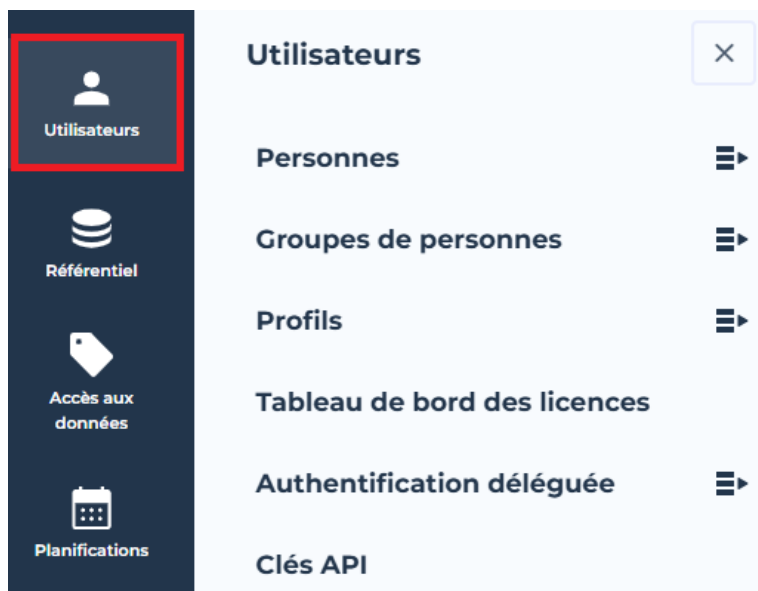 Utilisateurs
Référentiel
Accès aux
données
Planifications
Utilisateurs
Personnes
Groupes de personnes
Profils
Tableau de bord des licences
Authentification déléguée
Clés API